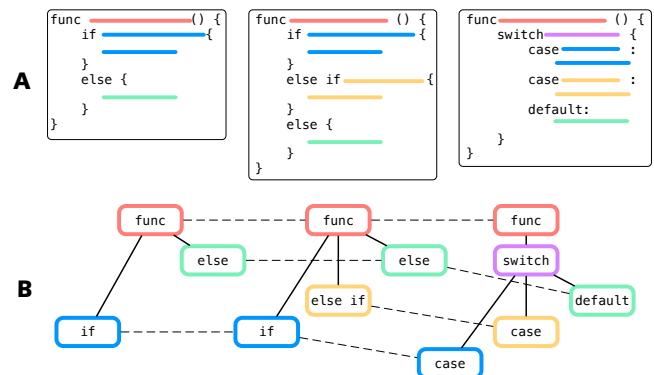 A
func () {
if {
}
else {
}
}
func () {
if {
}
else if {
}
else {
}
}
func () {
switch {
case :
case :
default:
}
}
B
func func func
else else switch
else if default
if if case
case